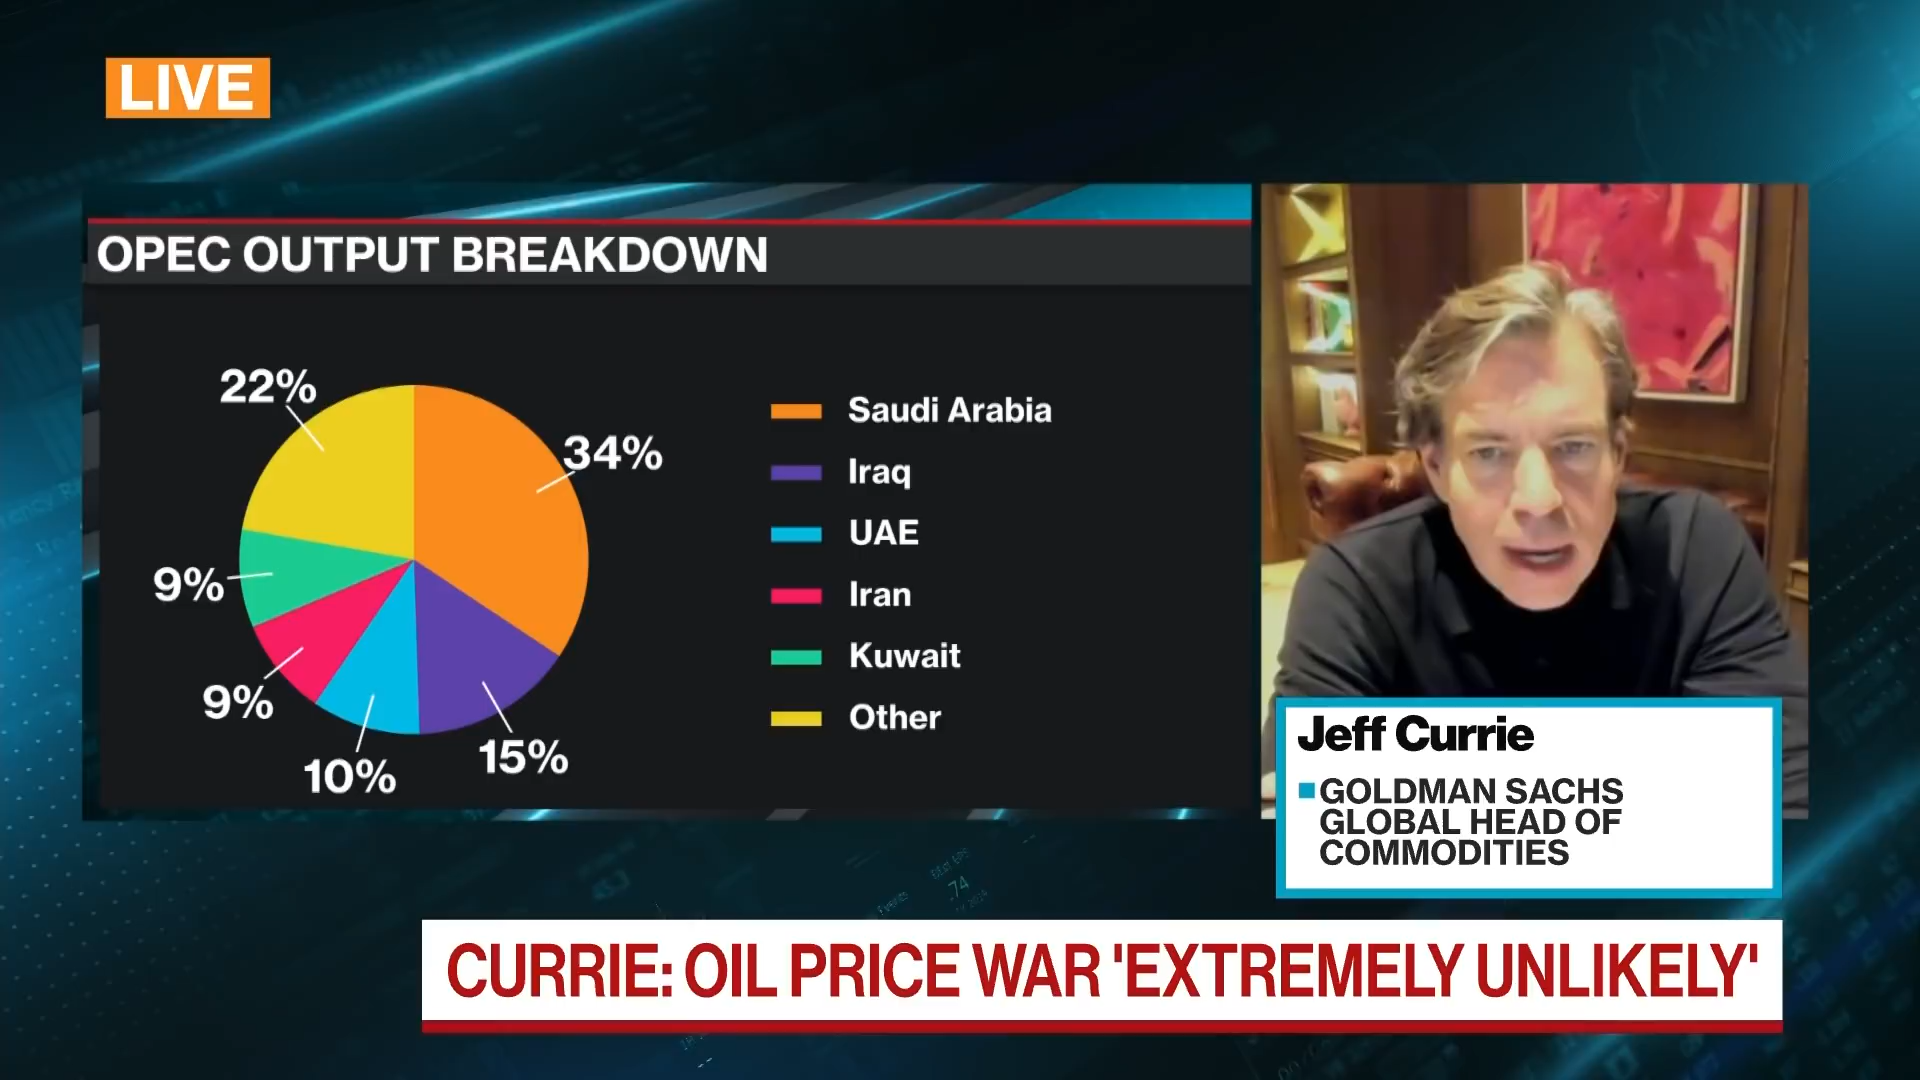 LIVE
OPEC OUTPUT BREAKDOWN
22%
34%
9%
9%
10%
15%
Saudi Arabia
Iraq
UAE
Iran
Kuwait
Other
Jeff Currie
GOLDMAN SACHS
GLOBAL HEAD OF
COMMODITIES
74
CURRIE: OIL PRICE WAR 'EXTREMELY UNLIKELY'